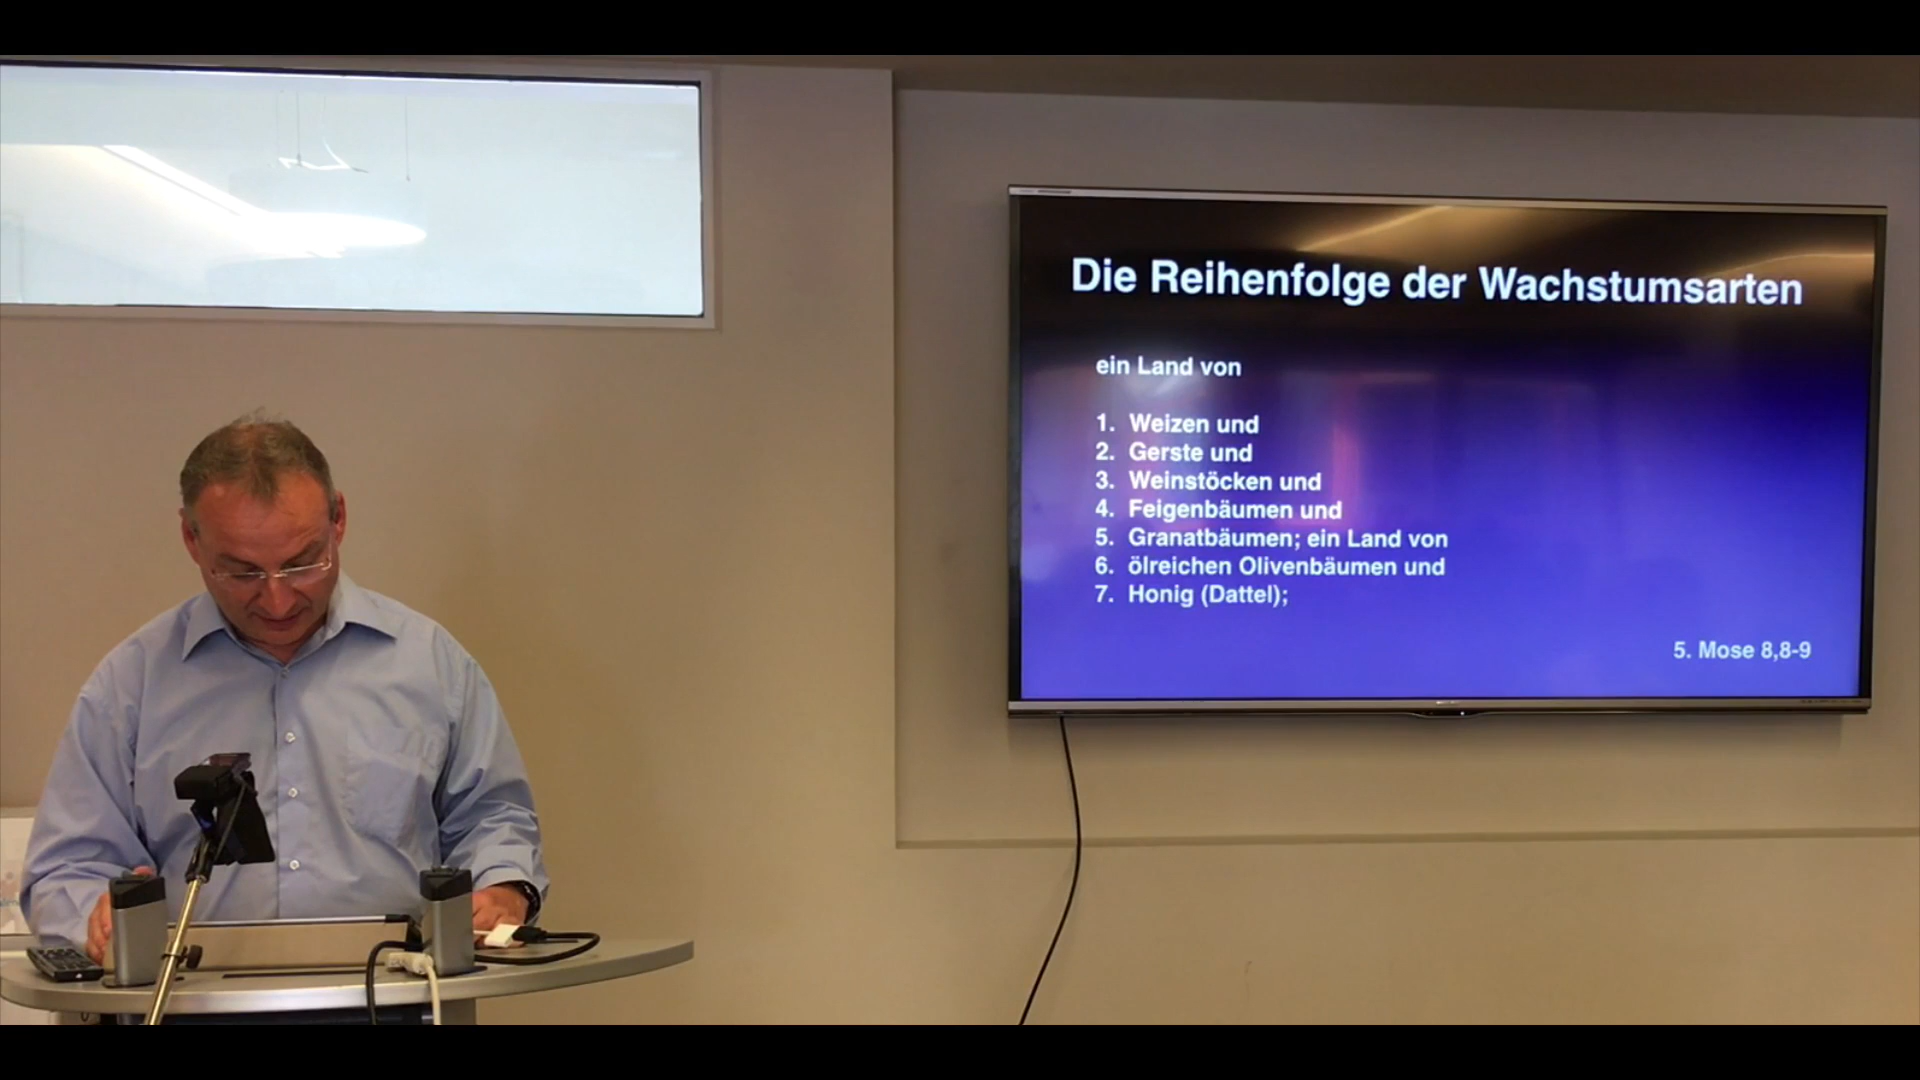 Die Reihenfolge der Wachstumsarten
ein Land von
1. Weizen und
2. Gerste und
3. Weinstöcken und
4. Feigenbäumen und
5. Granatbäumen; ein Land von
6. ölreichen Olivenbäumen und
7. Honig (Dattel);
5. Mose 8,8-9